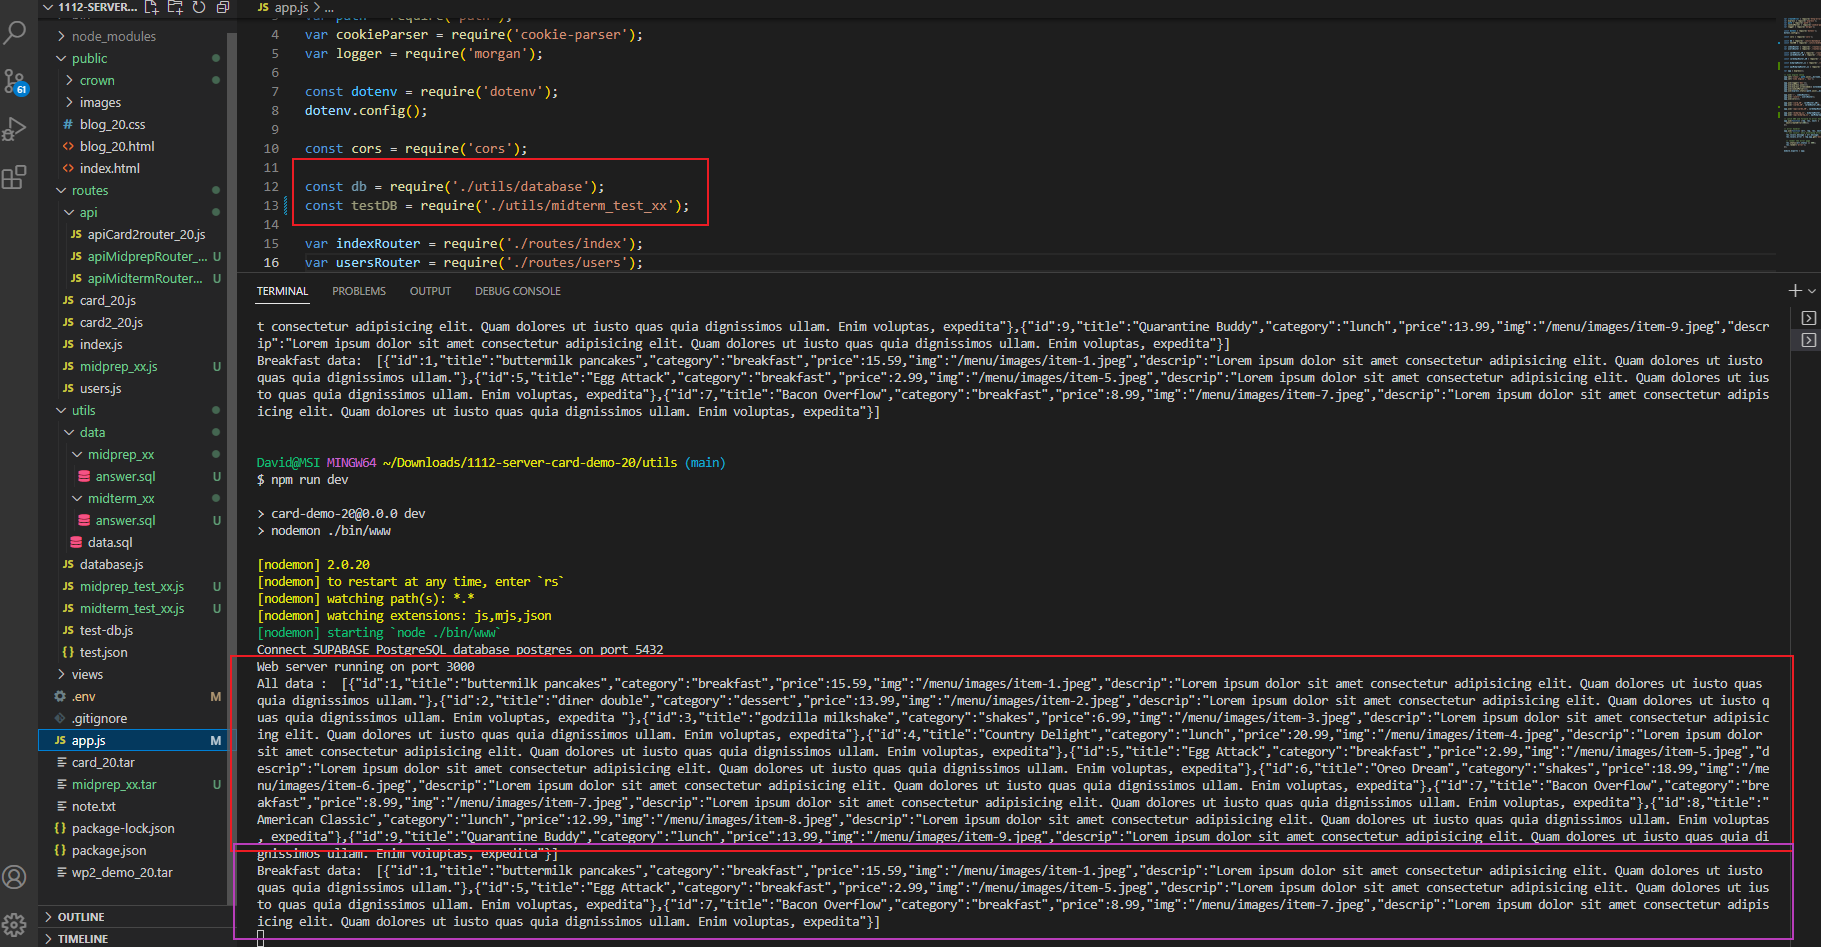 1112-SERVER...
node_modules
public
crown
images
# blog_20.css
<> blog_20.html
<> index.html
routes
api
JS apiCard2router_20.js
JS apiMidprepRouter_... U
JS apiMidtermRouter... U
JS card_20.js
JS card2_20.js
JS index.js
JS midprep_xx.js U
JS users.js
utils
data
midprep_xx
answer.sql U
midterm_xx
answer.sql U
data.sql
JS database.js
JS midprep_test_xx.js U
JS midterm_test_xx.js U
JS test-db.js
{} test.json
views
.env M
.gitignore
JS app.js M
card_20.tar
midprep_xx.tar U
note.txt
{} package-lock.json
{} package.json
wp2_demo_20.tar
OUTLINE
TIMELINE
61
JS app.js > ...
3 var path = require('path');
4 var cookieParser = require('cookie-parser');
5 var logger = require('morgan');
6
7 const dotenv = require('dotenv');
8 dotenv.config();
9
10 const cors = require('cors');
11
12 const db = require('./utils/database');
13 const testDB = require('./utils/midterm_test_xx');
14
15 var indexRouter = require('./routes/index');
16 var usersRouter = require('./routes/users');
TERMINAL PROBLEMS OUTPUT DEBUG CONSOLE
t consectetur adipisicing elit. Quam dolores ut iusto quas quia dignissimos ullam. Enim voluptas, expedita"},{"id":9,"title":"Quarantine Buddy","category":"lunch","price":13.99,"img":"/menu/images/item-9.jpeg","descr
ip":"Lorem ipsum dolor sit amet consectetur adipisicing elit. Quam dolores ut iusto quas quia dignissimos ullam. Enim voluptas, expedita"}]
Breakfast data:  [{"id":1,"title":"buttermilk pancakes","category":"breakfast","price":15.59,"img":"/menu/images/item-1.jpeg","descrip":"Lorem ipsum dolor sit amet consectetur adipisicing elit. Quam dolores ut iusto
quas quia dignissimos ullam."},{"id":5,"title":"Egg Attack","category":"breakfast","price":2.99,"img":"/menu/images/item-5.jpeg","descrip":"Lorem ipsum dolor sit amet consectetur adipisicing elit. Quam dolores ut ius
to quas quia dignissimos ullam. Enim voluptas, expedita"},{"id":7,"title":"Bacon Overflow","category":"breakfast","price":8.99,"img":"/menu/images/item-7.jpeg","descrip":"Lorem ipsum dolor sit amet consectetur adipis
icing elit. Quam dolores ut iusto quas quia dignissimos ullam. Enim voluptas, expedita"}]
David@MSI MINGW64 ~/Downloads/1112-server-card-demo-20/utils (main)
$ npm run dev
> card-demo-20@0.0.0 dev
> nodemon ./bin/www
[nodemon] 2.0.20
[nodemon] to restart at any time, enter `rs`
[nodemon] watching path(s): *.*
[nodemon] watching extensions: js,mjs,json
[nodemon] starting `node ./bin/www`
Connect SUPABASE PostgreSQL database postgres on port 5432
Web server running on port 3000
All data :  [{"id":1,"title":"buttermilk pancakes","category":"breakfast","price":15.59,"img":"/menu/images/item-1.jpeg","descrip":"Lorem ipsum dolor sit amet consectetur adipisicing elit. Quam dolores ut iusto quas
quia dignissimos ullam."},{"id":2,"title":"diner double","category":"dessert","price":13.99,"img":"/menu/images/item-2.jpeg","descrip":"Lorem ipsum dolor sit amet consectetur adipisicing elit. Quam dolores ut iusto q
uas quia dignissimos ullam. Enim voluptas, expedita "},{"id":3,"title":"godzilla milkshake","category":"shakes","price":6.99,"img":"/menu/images/item-3.jpeg","descrip":"Lorem ipsum dolor sit amet consectetur adipisi
cing elit. Quam dolores ut iusto quas quia dignissimos ullam. Enim voluptas, expedita"},{"id":4,"title":"Country Delight","category":"lunch","price":20.99,"img":"/menu/images/item-4.jpeg","descrip":"Lorem ipsum dolor
sit amet consectetur adipisicing elit. Quam dolores ut iusto quas quia dignissimos ullam. Enim voluptas, expedita"},{"id":5,"title":"Egg Attack","category":"breakfast","price":2.99,"img":"/menu/images/item-5.jpeg","d
escrip":"Lorem ipsum dolor sit amet consectetur adipisicing elit. Quam dolores ut iusto quas quia dignissimos ullam. Enim voluptas, expedita"},{"id":6,"title":"Oreo Dream","category":"shakes","price":18.99,"img":"/me
nu/images/item-6.jpeg","descrip":"Lorem ipsum dolor sit amet consectetur adipisicing elit. Quam dolores ut iusto quas quia dignissimos ullam. Enim voluptas, expedita"},{"id":7,"title":"Bacon Overflow","category":"bre
akfast","price":8.99,"img":"/menu/images/item-7.jpeg","descrip":"Lorem ipsum dolor sit amet consectetur adipisicing elit. Quam dolores ut iusto quas quia dignissimos ullam. Enim voluptas, expedita"},{"id":8,"title":"
American Classic","category":"lunch","price":12.99,"img":"/menu/images/item-8.jpeg","descrip":"Lorem ipsum dolor sit amet consectetur adipisicing elit. Quam dolores ut iusto quas quia dignissimos ullam. Enim voluptas
, expedita"},{"id":9,"title":"Quarantine Buddy","category":"lunch","price":13.99,"img":"/menu/images/item-9.jpeg","descrip":"Lorem ipsum dolor sit amet consectetur adipisicing elit. Quam dolores ut iusto quas quia di
gnissimos ullam. Enim voluptas, expedita"}]
Breakfast data:  [{"id":1,"title":"buttermilk pancakes","category":"breakfast","price":15.59,"img":"/menu/images/item-1.jpeg","descrip":"Lorem ipsum dolor sit amet consectetur adipisicing elit. Quam dolores ut iusto
quas quia dignissimos ullam."},{"id":5,"title":"Egg Attack","category":"breakfast","price":2.99,"img":"/menu/images/item-5.jpeg","descrip":"Lorem ipsum dolor sit amet consectetur adipisicing elit. Quam dolores ut ius
to quas quia dignissimos ullam. Enim voluptas, expedita"},{"id":7,"title":"Bacon Overflow","category":"breakfast","price":8.99,"img":"/menu/images/item-7.jpeg","descrip":"Lorem ipsum dolor sit amet consectetur adipis
icing elit. Quam dolores ut iusto quas quia dignissimos ullam. Enim voluptas, expedita"}]